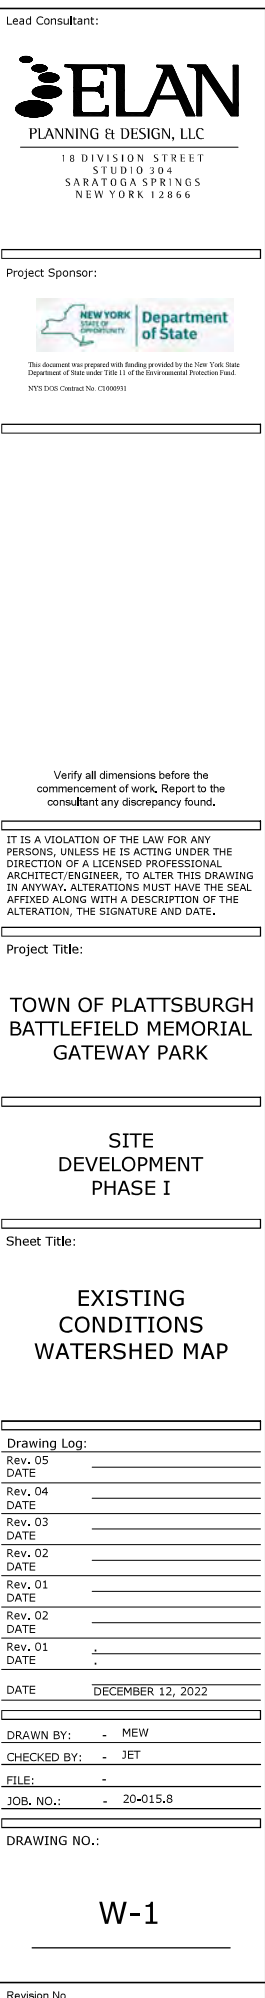 Lead Consultant:
ELAN
PLANNING & DESIGN, LLC
18 DIVISION STREET
STUDIO 304
SARATOGA SPRINGS
NEW YORK 12866
Project Sponsor:
NEW YORK
STATE OF
OPPORTUNITY
Department
of State
This document was prepared with funding provided by the New York State
Department of State under Title 11 of the Environmental Protection Fund.
NYS DOS Contract No. C1000931
Verify all dimensions before the
commencement of work. Report to the
consultant any discrepancy found.
IT IS A VIOLATION OF THE LAW FOR ANY
PERSONS, UNLESS HE IS ACTING UNDER THE
DIRECTION OF A LICENSED PROFESSIONAL
ARCHITECT/ENGINEER, TO ALTER THIS DRAWING
IN ANYWAY. ALTERATIONS MUST HAVE THE SEAL
AFFIXED ALONG WITH A DESCRIPTION OF THE
ALTERATION, THE SIGNATURE AND DATE.
Project Title:
TOWN OF PLATTSBURGH
BATTLEFIELD MEMORIAL
GATEWAY PARK
SITE
DEVELOPMENT
PHASE I
Sheet Title:
EXISTING
CONDITIONS
WATERSHED MAP
Drawing Log:
Rev. 05
DATE
Rev. 04
DATE
Rev. 03
DATE
Rev. 02
DATE
Rev. 01
DATE
Rev. 02
DATE
Rev. 01 .
DATE .
DATE DECEMBER 12, 2022
DRAWN BY: - MEW
CHECKED BY: - JET
FILE: -
JOB. NO.: - 20-015.8
DRAWING NO.:
W-1
Revision No.